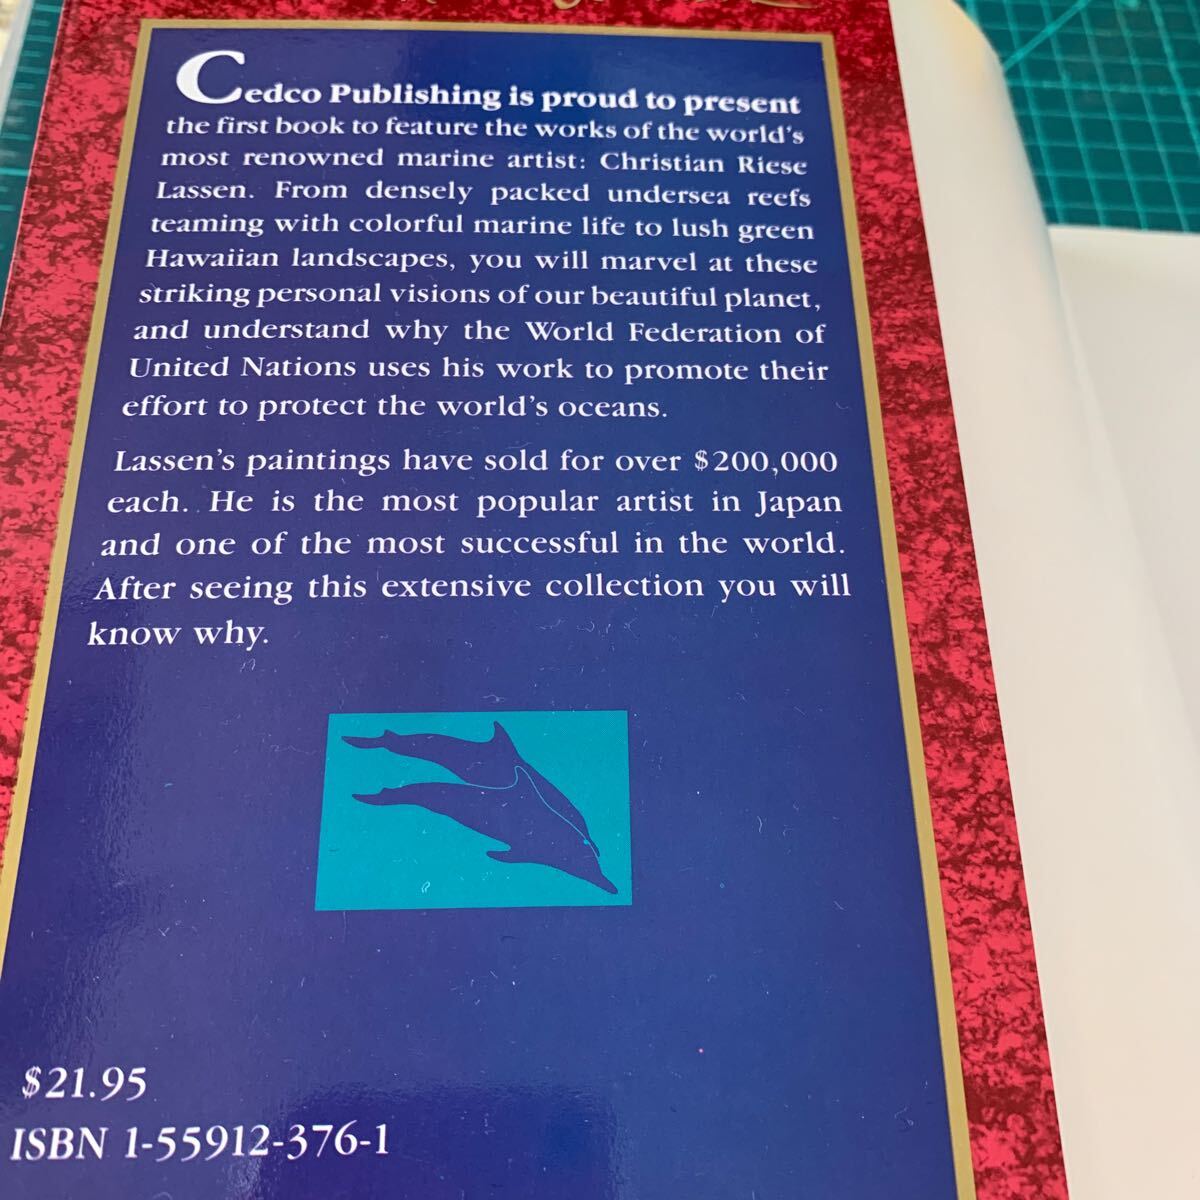 Cedco Publishing is proud to present
the first book to feature the works of the world's
most renowned marine artist: Christian Riese
Lassen. From densely packed undersea reefs
teaming with colorful marine life to lush green
Hawaiian landscapes, you will marvel at these
striking personal visions of our beautiful planet,
and understand why the World Federation of
United Nations uses his work to promote their
effort to protect the world's oceans.
Lassen's paintings have sold for over $200,000
each. He is the most popular artist in Japan
and one of the most successful in the world.
After seeing this extensive collection you will
know why.
$21.95
ISBN 1-55912-376-1